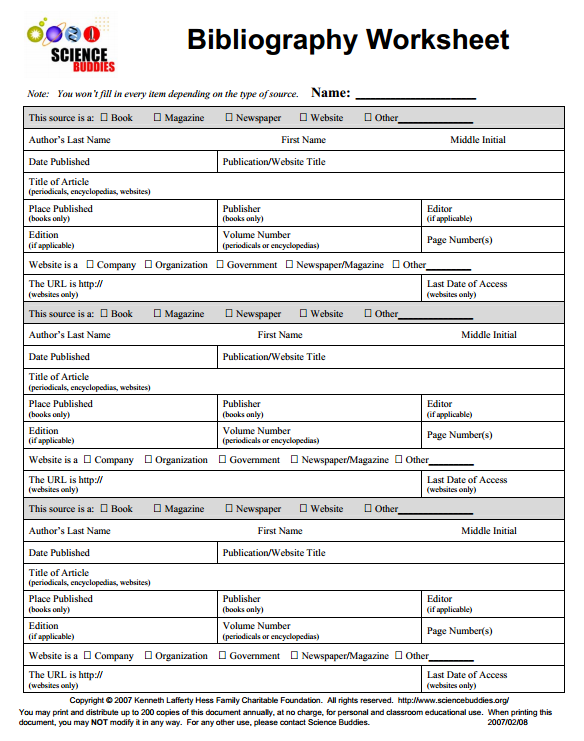 SCIENCE
BUDDIES
Bibliography Worksheet
Note: You won't fill in every item depending on the type of source. Name: ____________________
This source is a: ☐ Book ☐ Magazine ☐ Newspaper ☐ Website ☐ Other_______________
Author's Last Name First Name Middle Initial
Date Published Publication/Website Title
Title of Article
(periodicals, encyclopedias, websites)
Place Published Publisher Editor
(books only) (books only) (if applicable)
Edition Volume Number Page Number(s)
(if applicable) (periodicals or encyclopedias)
Website is a ☐ Company ☐ Organization ☐ Government ☐ Newspaper/Magazine ☐ Other_________
The URL is http:// Last Date of Access
(websites only) (websites only)
This source is a: ☐ Book ☐ Magazine ☐ Newspaper ☐ Website ☐ Other_______________
Author's Last Name First Name Middle Initial
Date Published Publication/Website Title
Title of Article
(periodicals, encyclopedias, websites)
Place Published Publisher Editor
(books only) (books only) (if applicable)
Edition Volume Number Page Number(s)
(if applicable) (periodicals or encyclopedias)
Website is a ☐ Company ☐ Organization ☐ Government ☐ Newspaper/Magazine ☐ Other_________
The URL is http:// Last Date of Access
(websites only) (websites only)
This source is a: ☐ Book ☐ Magazine ☐ Newspaper ☐ Website ☐ Other_______________
Author's Last Name First Name Middle Initial
Date Published Publication/Website Title
Title of Article
(periodicals, encyclopedias, websites)
Place Published Publisher Editor
(books only) (books only) (if applicable)
Edition Volume Number Page Number(s)
(if applicable) (periodicals or encyclopedias)
Website is a ☐ Company ☐ Organization ☐ Government ☐ Newspaper/Magazine ☐ Other_________
The URL is http:// Last Date of Access
(websites only) (websites only)
Copyright © 2007 Kenneth Lafferty Hess Family Charitable Foundation. All rights reserved. http://www.sciencebuddies.org/
You may print and distribute up to 200 copies of this document annually, at no charge, for personal and classroom educational use. When printing this
document, you may NOT modify it in any way. For any other use, please contact Science Buddies. 2007/02/08